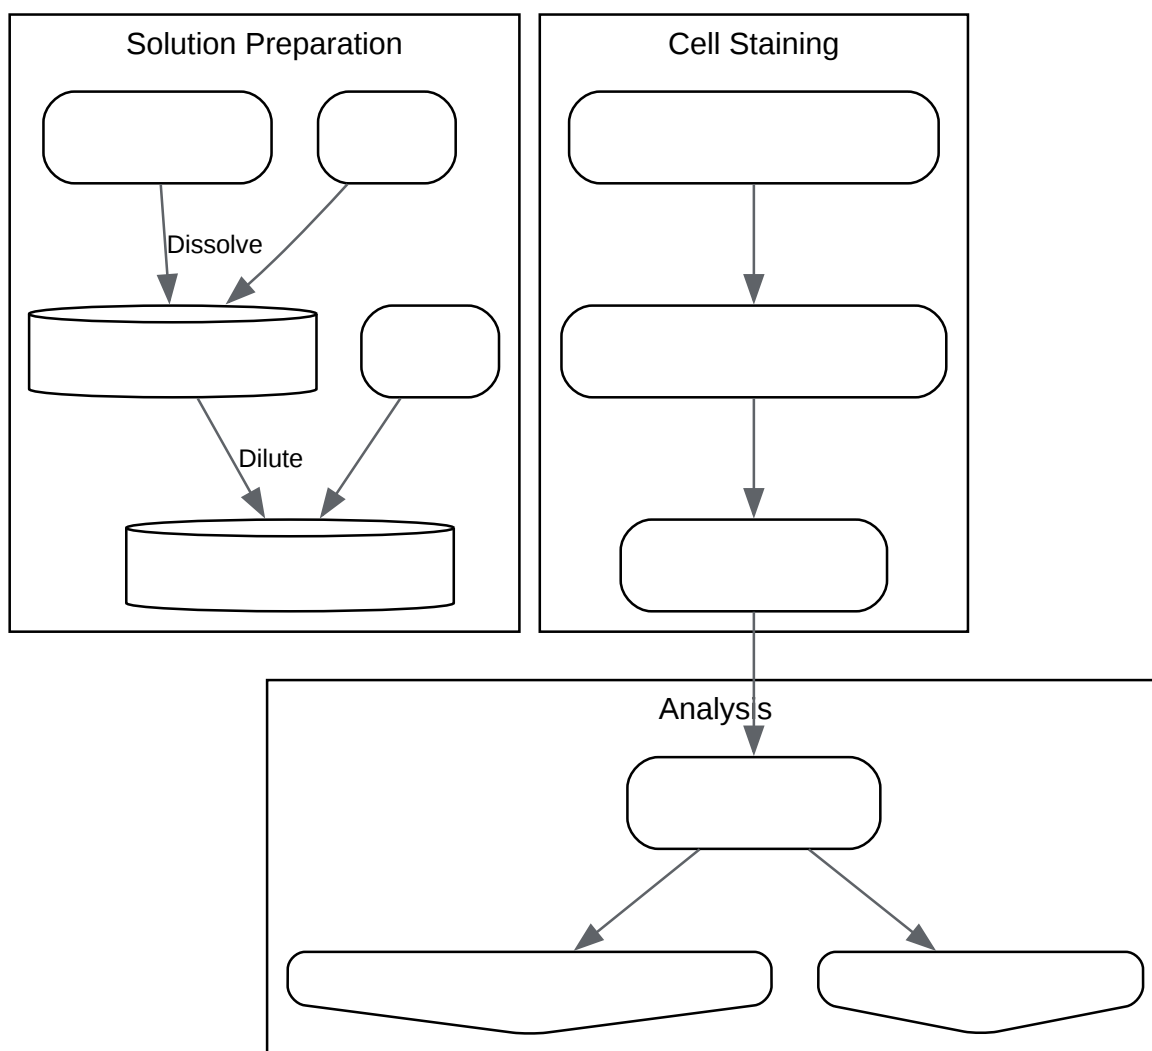 Solution Preparation
Cell Staining
Dissolve
Dilute
Analysis